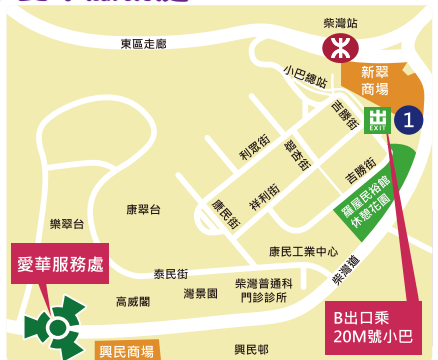 柴灣站
東區走廊
小巴總站
新翠
商場
吉勝街
出
EXIT
1
利眾街
吉勝街
羅屋民俗館
休憩花園
祥利街
康民街
康翠台
樂翠台
愛華服務處
康民工業中心
柴灣道
泰民街
灣景園
柴灣普通科
門診診所
高威閣
B出口乘
20M號小巴
興民商場
興民邨